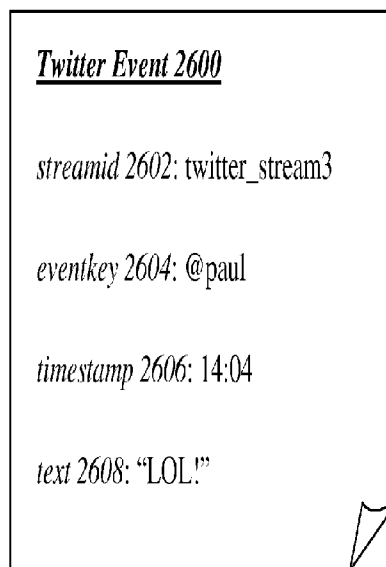 Twitter Event 2600
streamid 2602: twitter_stream3
eventkey 2604: @paul
timestamp 2606: 14:04
text 2608: “LOL!”